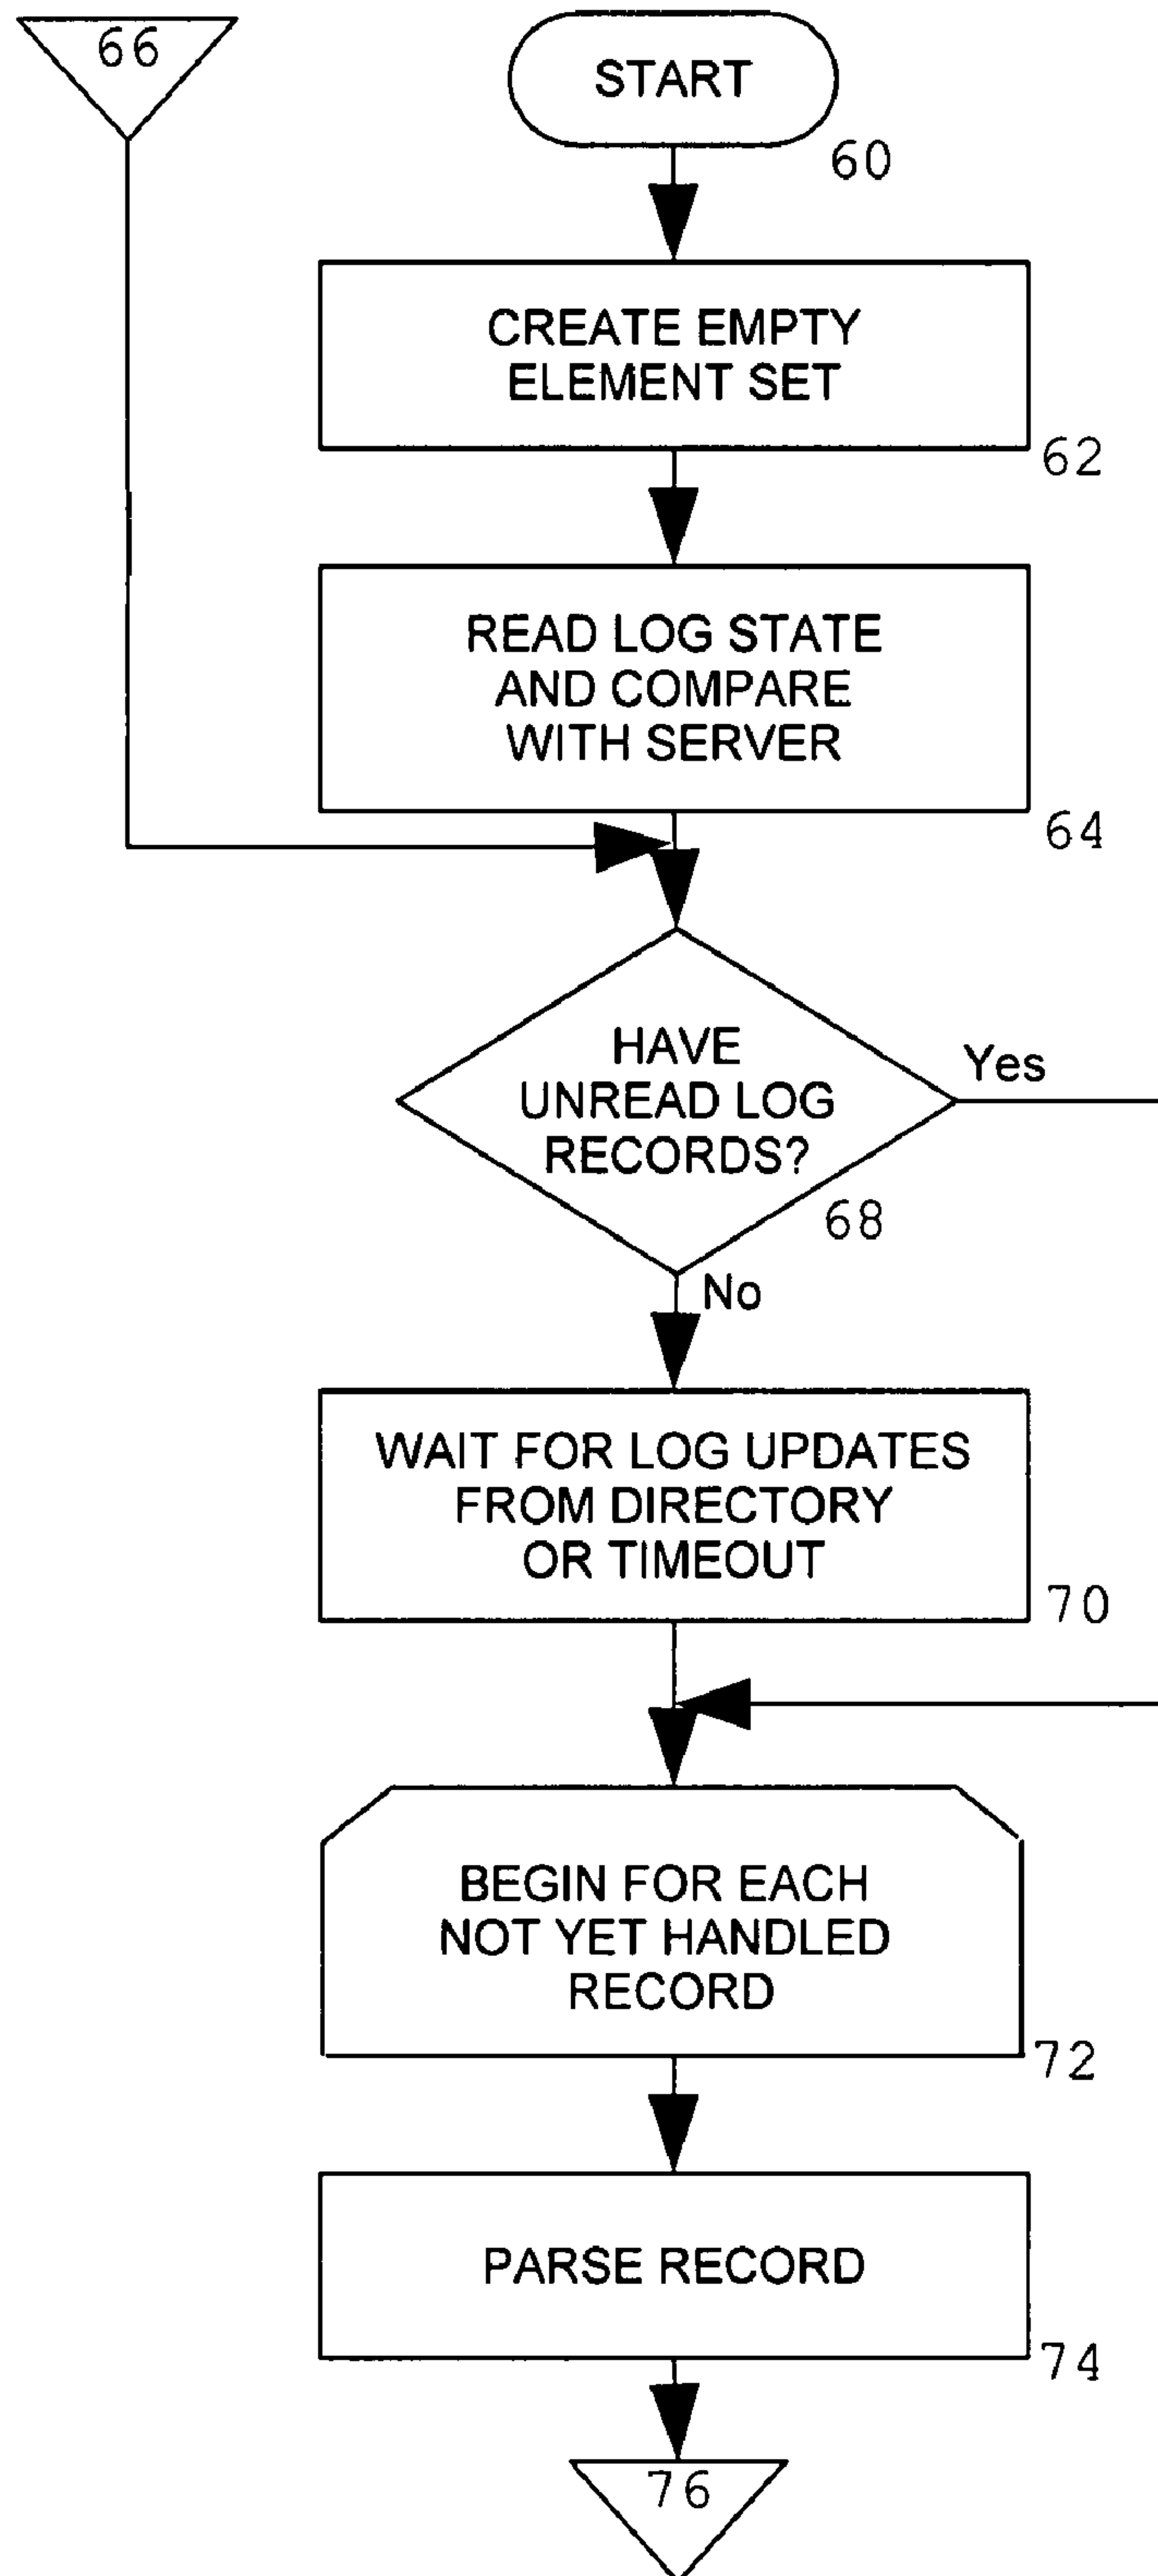 66
START
60
CREATE EMPTY
ELEMENT SET
62
READ LOG STATE
AND COMPARE
WITH SERVER
64
HAVE
UNREAD LOG
RECORDS?
Yes
68
No
WAIT FOR LOG UPDATES
FROM DIRECTORY
OR TIMEOUT
70
BEGIN FOR EACH
NOT YET HANDLED
RECORD
72
PARSE RECORD
74
76